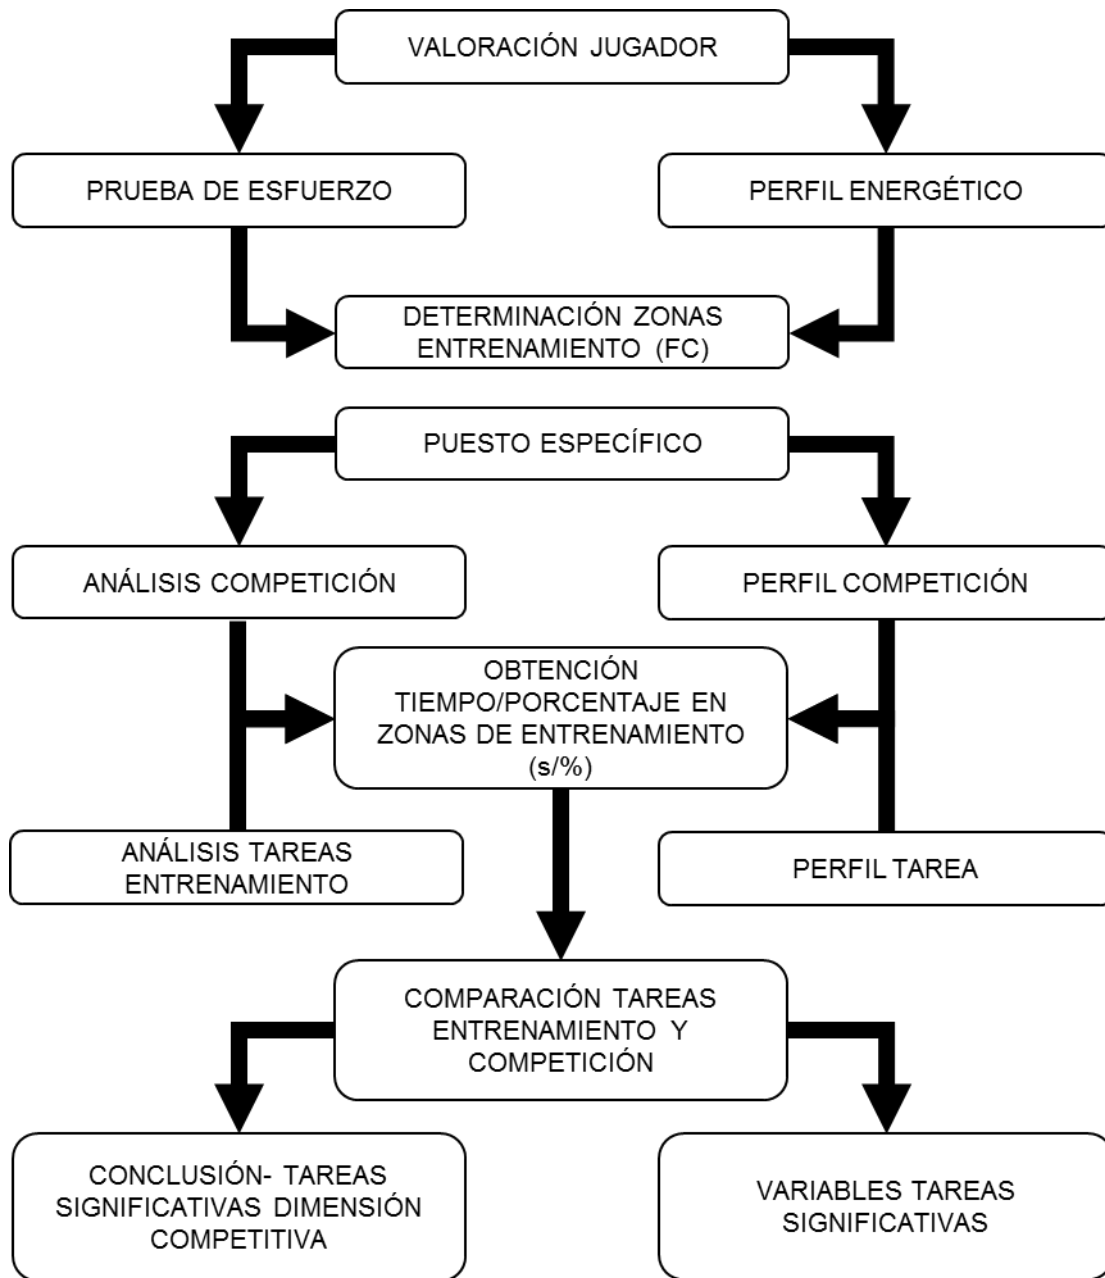 VALORACIÓN JUGADOR
PRUEBA DE ESFUERZO
PERFIL ENERGÉTICO
DETERMINACIÓN ZONAS
ENTRENAMIENTO (FC)
PUESTO ESPECÍFICO
ANÁLISIS COMPETICIÓN
PERFIL COMPETICIÓN
OBTENCIÓN
TIEMPO/PORCENTAJE EN
ZONAS DE ENTRENAMIENTO
(s/%)
ANÁLISIS TAREAS
ENTRENAMIENTO
PERFIL TAREA
COMPARACIÓN TAREAS
ENTRENAMIENTO Y
COMPETICIÓN
CONCLUSIÓN- TAREAS
SIGNIFICATIVAS DIMENSIÓN
COMPETITIVA
VARIABLES TAREAS
SIGNIFICATIVAS